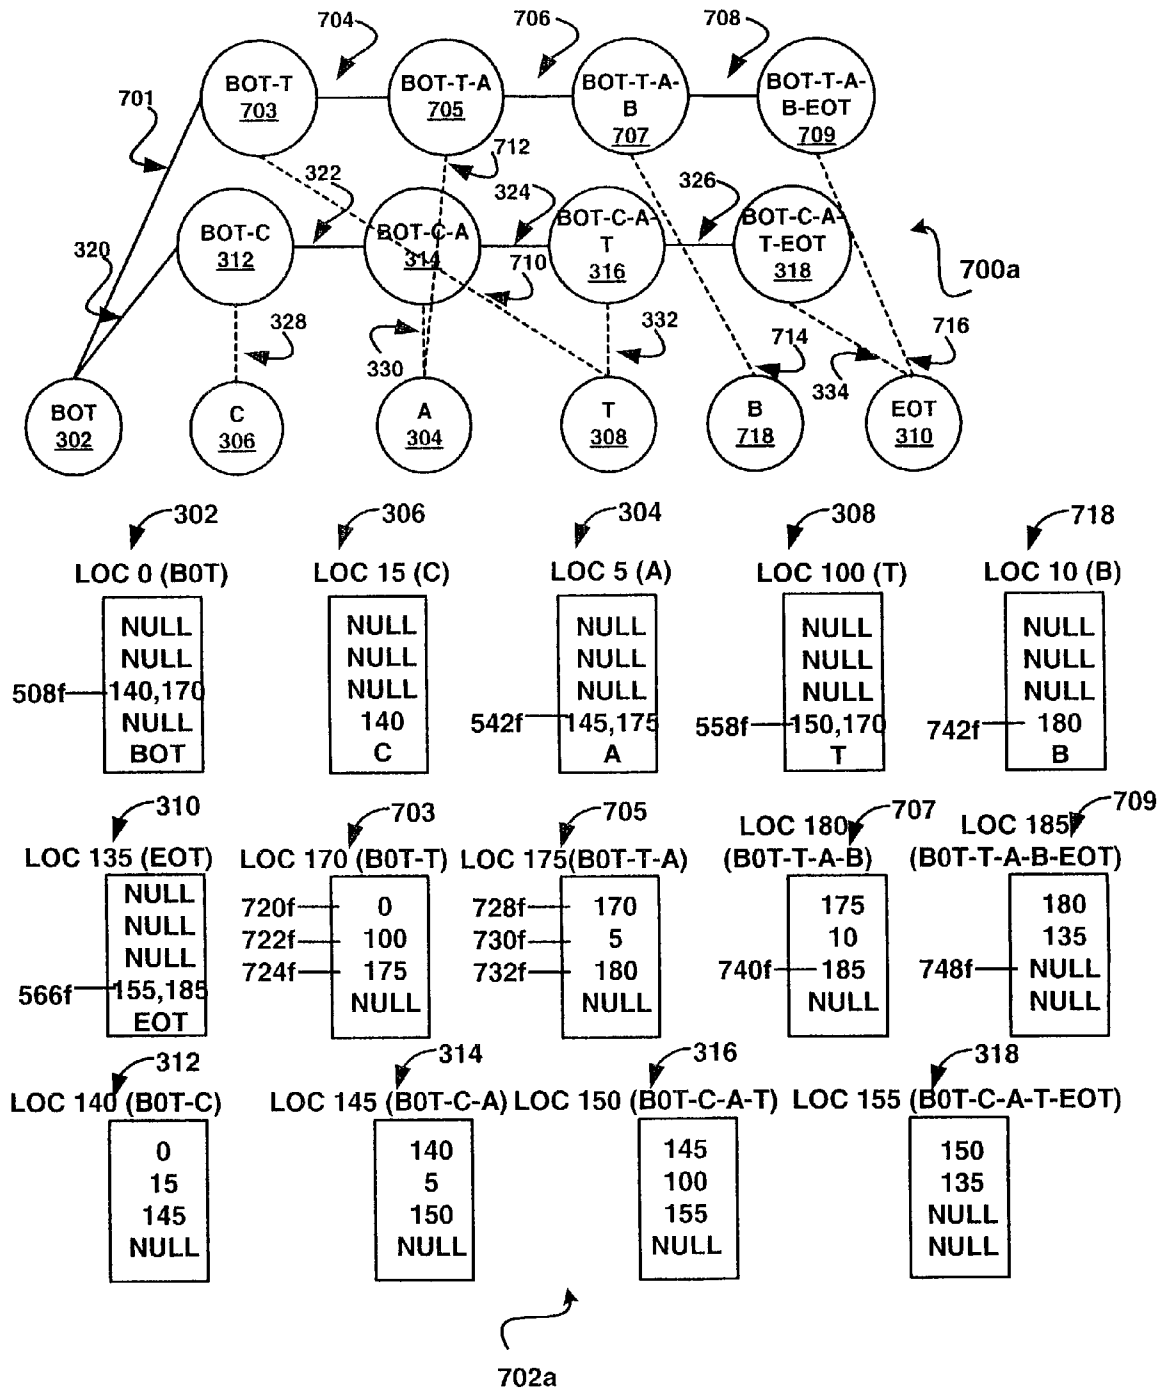 704
706
708
BOT-T
703
BOT-T-A
705
BOT-T-A-
B
707
BOT-T-A-
B-EOT
709
701
712
322
324
326
BOT-C
312
BOT-C-A
314
BOT-C-A-
T
316
BOT-C-A-
T-EOT
318
320
710
700a
328
330
332
714
334
716
BOT
302
C
306
A
304
T
308
B
718
EOT
310
302
306
304
308
718
LOC 0 (B0T)
LOC 15 (C)
LOC 5 (A)
LOC 100 (T)
LOC 10 (B)
NULL
NULL
508f
140,170
NULL
BOT
NULL
NULL
NULL
140
C
NULL
NULL
NULL
542f
145,175
A
NULL
NULL
NULL
558f
150,170
T
NULL
NULL
NULL
742f
180
B
310
703
705
707
709
LOC 135 (EOT)
LOC 170 (B0T-T)
LOC 175(B0T-T-A)
LOC 180
(B0T-T-A-B)
LOC 185
(B0T-T-A-B-EOT)
NULL
NULL
NULL
566f
155,185
EOT
720f
0
722f
100
724f
175
NULL
728f
170
730f
5
732f
180
NULL
175
10
740f
185
NULL
180
135
748f
NULL
NULL
312
314
316
318
LOC 140 (B0T-C)
LOC 145 (B0T-C-A)
LOC 150 (B0T-C-A-T)
LOC 155 (B0T-C-A-T-EOT)
0
15
145
NULL
140
5
150
NULL
145
100
155
NULL
150
135
NULL
NULL
702a